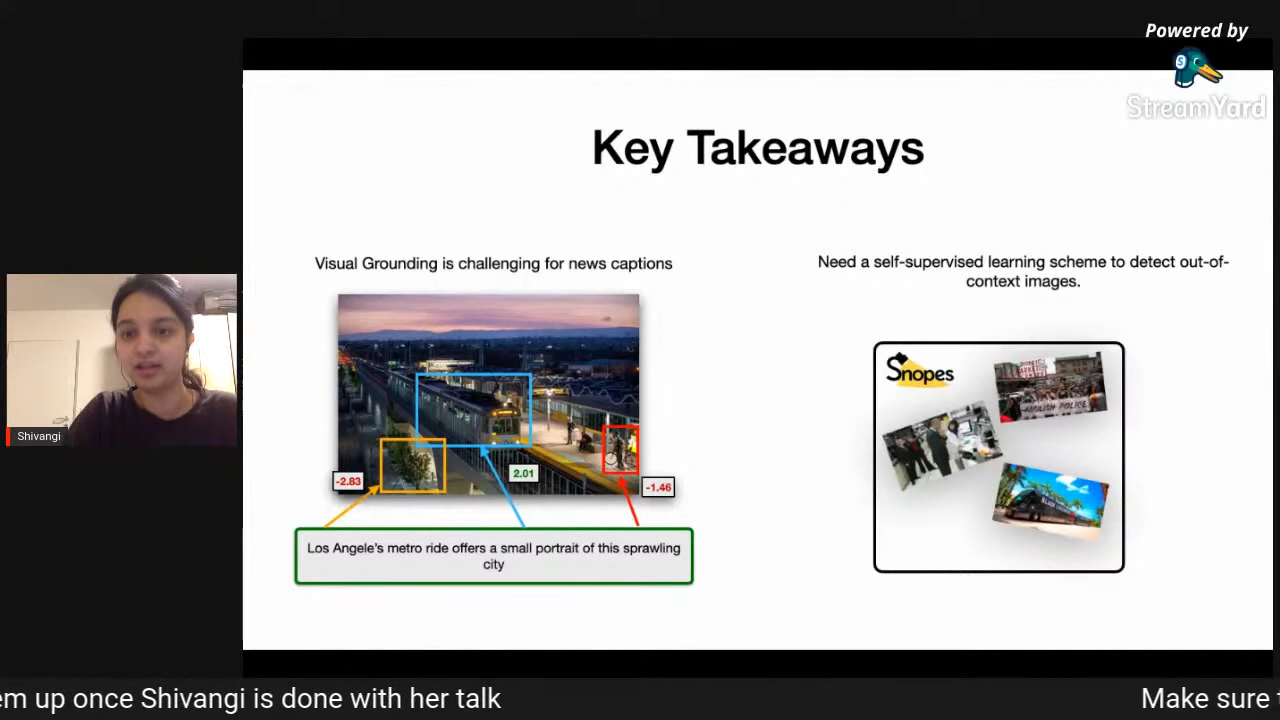 Powered by
StreamYard
Key Takeaways
Visual Grounding is challenging for news captions
-2.83
2.01
-1.46
Los Angele's metro ride offers a small portrait of this sprawling
city
Need a self-supervised learning scheme to detect out-of-
context images.
Snopes
ABOLISH POLICE
Shivangi
em up once Shivangi is done with her talk
Make sure